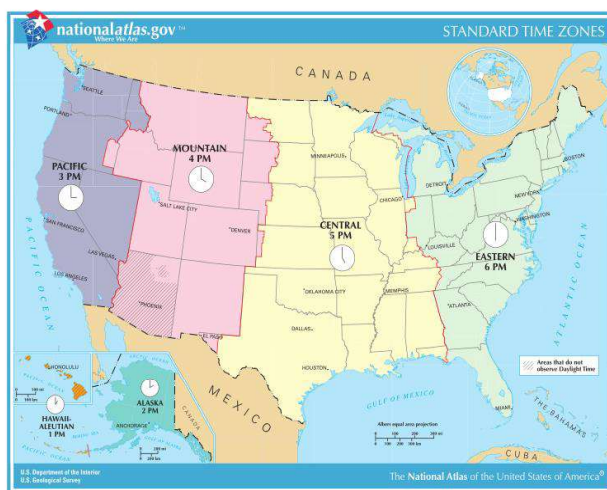 nationalatlas.gov™
Where We Are
STANDARD TIME ZONES
CANADA
SEATTLE
PORTLAND
MOUNTAIN
4 PM
PACIFIC
3 PM
MINNEAPOLIS
BOSTON
DETROIT
NEW YORK
CHICAGO
SALT LAKE CITY
WASHINGTON
SAN FRANCISCO
DENVER
CENTRAL
5 PM
LOUISVILLE
EASTERN
6 PM
LAS VEGAS
LOS ANGELES
OKLAHOMA CITY
MEMPHIS
PHOENIX
ATLANTA
DALLAS
EL PASO
HOUSTON
PACIFIC OCEAN
ATLANTIC OCEAN
Areas that do not
observe Daylight Time
HONOLULU
HAWAII-
ALEUTIAN
1 PM
ALASKA
2 PM
ANCHORAGE
CANADA
MEXICO
GULF OF MEXICO
MIAMI
THE BAHAMAS
CUBA
Albers equal area projection
U.S. Department of the Interior
U.S. Geological Survey
The National Atlas of the United States of America®